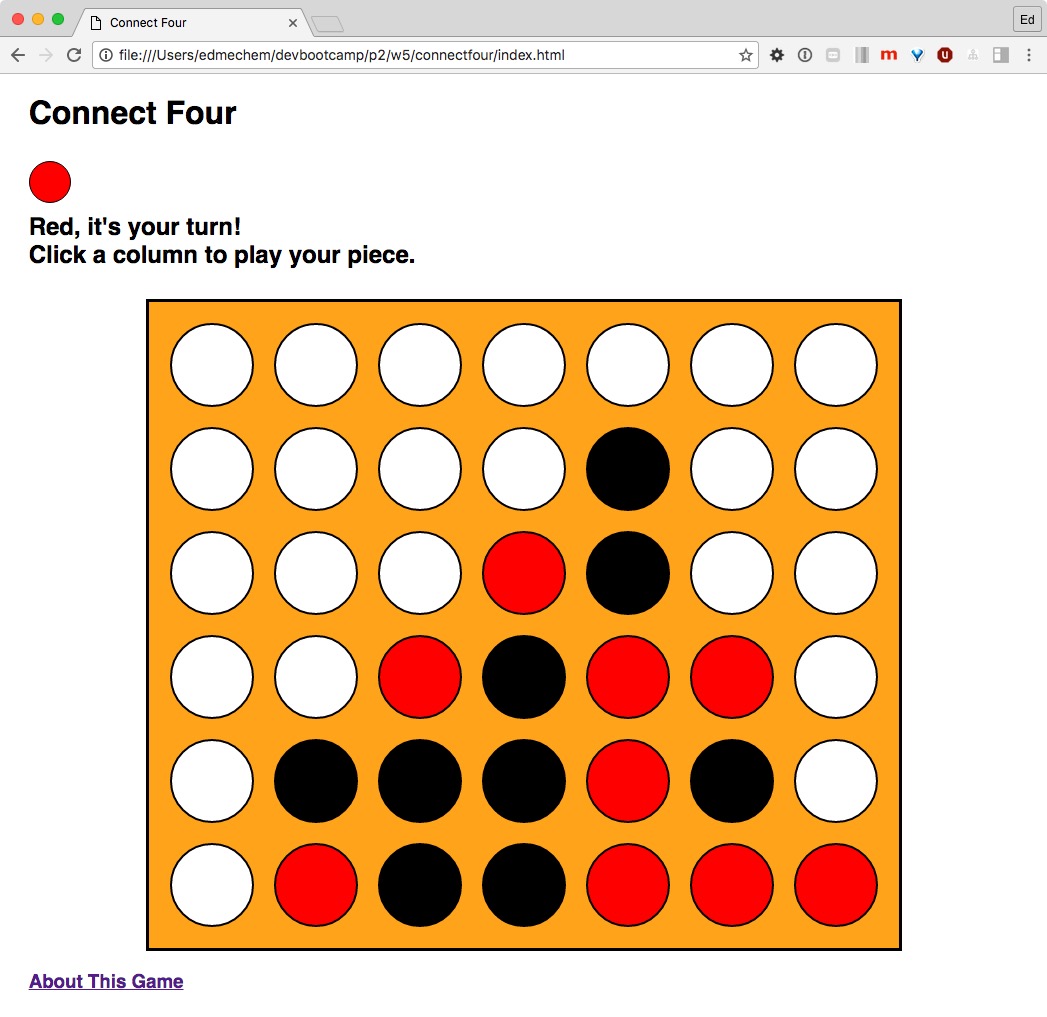 Connect Four
Ed
file:///Users/edmechem/devbootcamp/p2/w5/connectfour/index.html
Connect Four
Red, it's your turn!
Click a column to play your piece.
About This Game